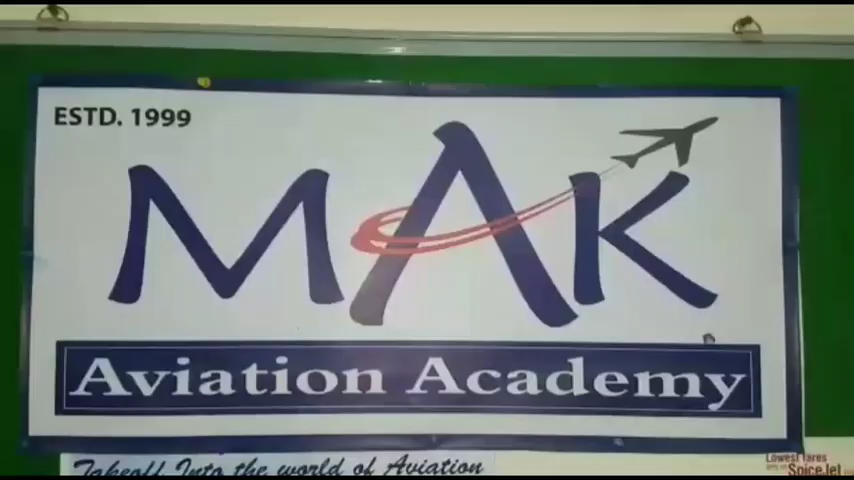 ESTD. 1999
MAK
Aviation Academy
Takeoff Into the world of Aviation
Lowest fares
SpiceJet